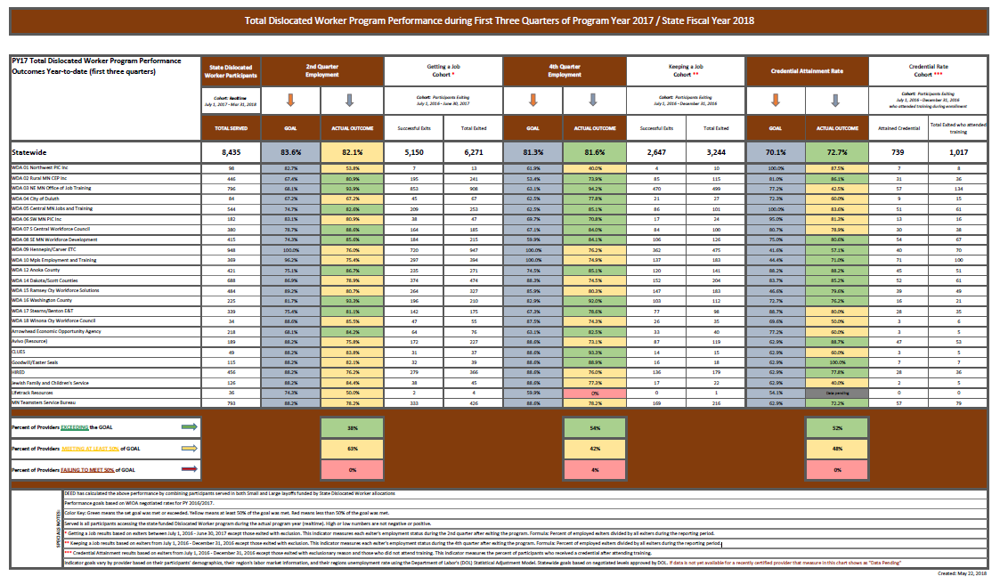 Total Dislocated Worker Program Performance during First Three Quarters of Program Year 2017 / State Fiscal Year 2018
PY17 Total Dislocated Worker Program Performance
Outcomes Year-to-date (first three quarters)
State Dislocated
Worker Participants
2nd Quarter
Employment
Getting a Job
Cohort *
4th Quarter
Employment
Keeping a Job
Cohort **
Credential Attainment Rate
Credential Rate
Cohort ***
Cohort: Realtime
July 1, 2017 - Mar 31, 2018
Cohort: Participants Exiting
July 1, 2016 - June 30, 2017
Cohort: Participants Exiting
July 1, 2016 - December 31, 2016
Cohort: Participants Exiting
July 1, 2016 - December 31, 2016
who attended training during enrollment
TOTAL SERVED GOAL ACTUAL OUTCOME Successful Exits Total Exited GOAL ACTUAL OUTCOME Successful Exits Total Exited GOAL ACTUAL OUTCOME Attained Credential Total Exited who attended training
Statewide 8,435 83.6% 82.1% 5,150 6,271 81.3% 81.6% 2,647 3,244 70.1% 72.7% 739 1,017
WDA 01 Northwest PIC Inc 98 82.7% 53.8% 7 13 61.9% 40.0% 4 10 100.0% 87.5% 7 8
WDA 02 Rural MN CEP Inc 446 67.4% 80.9% 195 241 53.4% 73.9% 85 115 81.0% 86.1% 31 36
WDA 03 NE MN Office of Job Training 796 68.1% 93.9% 853 908 63.1% 94.2% 470 499 77.2% 42.5% 57 134
WDA 04 City of Duluth 84 67.2% 67.2% 45 67 62.5% 77.8% 21 27 72.3% 60.0% 9 15
WDA 05 Central MN Jobs and Training 544 74.7% 82.6% 209 253 62.5% 85.1% 86 101 100.0% 83.6% 51 61
WDA 06 SW MN PIC Inc 182 83.1% 80.9% 38 47 69.7% 70.8% 17 24 95.0% 81.3% 13 16
WDA 07 S Central Workforce Council 380 78.7% 88.6% 164 185 67.1% 84.0% 84 100 80.7% 78.9% 30 38
WDA 08 SE MN Workforce Development 415 74.3% 85.6% 184 215 59.9% 84.1% 106 126 75.0% 80.6% 54 67
WDA 09 Hennepin/Carver ETC 948 100.0% 76.0% 720 947 100.0% 76.2% 362 475 41.6% 57.1% 40 70
WDA 10 Mpls Employment and Training 369 96.2% 75.4% 297 394 100.0% 74.9% 137 183 44.4% 71.0% 71 100
WDA 12 Anoka County 421 75.1% 86.7% 235 271 74.5% 85.1% 120 141 88.2% 88.2% 45 51
WDA 14 Dakota/Scott Counties 688 86.9% 78.9% 374 474 88.3% 74.5% 152 204 83.7% 85.2% 52 61
WDA 15 Ramsey Cty Workforce Solutions 484 89.2% 80.7% 264 327 85.9% 80.3% 147 183 46.6% 79.6% 39 49
WDA 16 Washington County 225 81.7% 93.3% 196 210 82.9% 92.0% 103 112 72.7% 76.2% 16 21
WDA 17 Stearns/Benton E&T 339 75.4% 81.1% 142 175 67.3% 78.6% 77 98 88.7% 80.0% 28 35
WDA 18 Winona Cty Workforce Council 34 88.6% 85.5% 47 55 87.5% 74.3% 26 35 69.6% 50.0% 3 6
Arrowhead Economic Opportunity Agency 218 68.1% 84.2% 64 76 63.1% 82.5% 33 40 77.2% 60.0% 3 5
Avivo (Resource) 189 88.2% 75.8% 172 227 88.6% 73.1% 87 119 62.9% 88.7% 47 53
CLUES 49 88.2% 83.8% 31 37 88.6% 93.3% 14 15 62.9% 60.0% 3 5
Goodwill/Easter Seals 115 88.2% 82.1% 32 39 88.6% 88.9% 16 18 62.9% 100.0% 7 7
HIRED 456 88.2% 76.2% 279 366 88.6% 76.0% 136 179 62.9% 77.8% 28 36
Jewish Family and Children's Service 126 88.2% 84.4% 38 45 88.6% 77.3% 17 22 62.9% 40.0% 2 5
Lifetrack Resources 36 74.3% 50.0% 2 4 59.9% 0% 0 1 54.1% Data pending 0 0
MN Teamsters Service Bureau 793 88.2% 78.2% 333 426 88.6% 78.2% 169 216 62.9% 72.2% 57 79
Percent of Providers EXCEEDING the GOAL 38% 54% 52%
Percent of Providers MEETING AT LEAST 50% of GOAL 63% 42% 48%
Percent of Providers FAILING TO MEET 50% of GOAL 0% 4% 0%
SPECIALS NOTES:
DEED has calculated the above performance by combining participants served in both Small and Large layoffs funded by State Dislocated Worker allocations
Performance goals based on WIOA negotiated rates for PY 2016/2017.
Color Key: Green means the set goal was met or exceeded. Yellow means at least 50% of the goal was met. Red means less than 50% of the goal was met.
Served is all participants accessing the state funded Dislocated Worker program during the actual program year (realtime). High or low numbers are not negative or positive.
* Getting a Job results based on exiters between July 1, 2016 - June 30, 2017 except those exited with exclusion. This indicator measures each exiter's employment status during the 2nd quarter after exiting the program. Formula: Percent of employed exiters divided by all exiters during the reporting period.
** Keeping a Job results based on exiters from July 1, 2016 - December 31, 2016 except those exited with exclusion. This indicator measures each exiter's employment status during the 4th quarter after exiting the program. Formula: Percent of employed exiters divided by all exiters during the reporting period.
*** Credential Attainment results based on exiters from July 1, 2016 - December 31, 2016 except those exited with exclusionary reason and those who did not attend training. This indicator measures the percent of participants who received a credential after attending training.
Indicator goals vary by provider based on their participants' demographics, their region's labor market information, and their regions unemployment rate using the Department of Labor's (DOL) Statistical Adjustment Model. Statewide goals based on negotiated levels approved by DOL. If data is not yet available for a recently certified provider that measure in this chart shows as "Data Pending"
Created: May 22, 2018